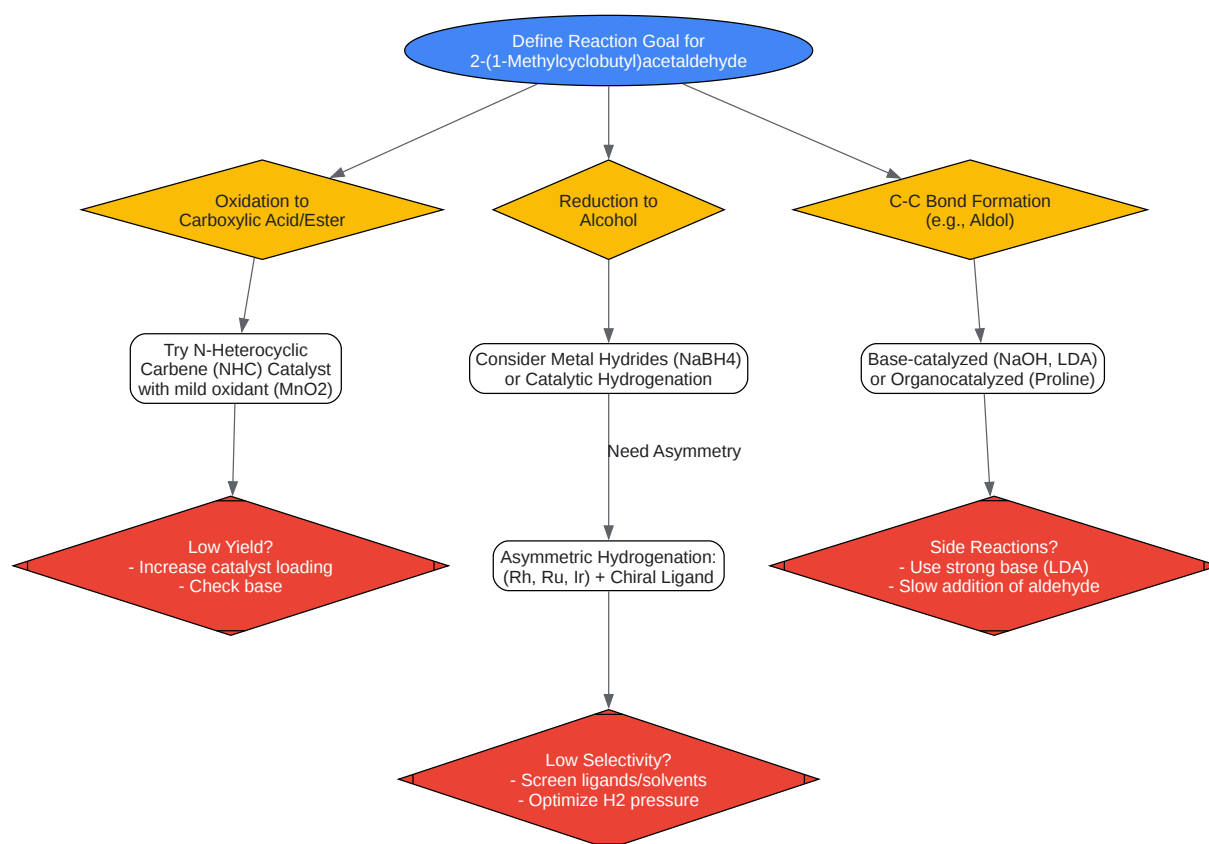 Define Reaction Goal for
2-(1-Methylcyclobutyl)acetaldehyde
Oxidation to
Carboxylic Acid/Ester
Reduction to
Alcohol
C-C Bond Formation
(e.g., Aldol)
Try N-Heterocyclic
Carbene (NHC) Catalyst
with mild oxidant (MnO2)
Consider Metal Hydrides (NaBH4)
or Catalytic Hydrogenation
Base-catalyzed (NaOH, LDA)
or Organocatalyzed (Proline)
Need Asymmetry
Low Yield?
- Increase catalyst loading
- Check base
Asymmetric Hydrogenation:
(Rh, Ru, Ir) + Chiral Ligand
Side Reactions?
- Use strong base (LDA)
- Slow addition of aldehyde
Low Selectivity?
- Screen ligands/solvents
- Optimize H2 pressure